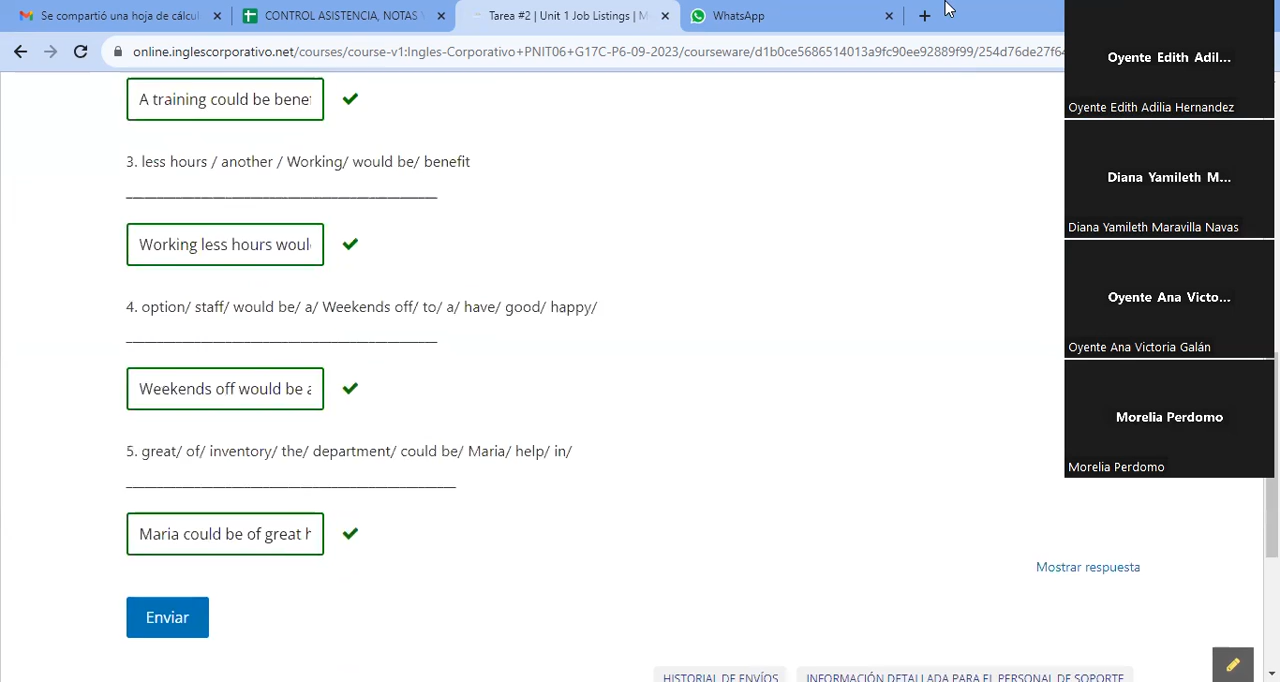 Se compartió una hoja de cálcul
CONTROL ASISTENCIA, NOTAS Y
Tarea #2 | Unit 1 Job Listings | M
WhatsApp
online.inglescorporativo.net/courses/course-v1:Ingles-Corporativo+PNIT06+G17C-P6-09-2023/courseware/d1b0ce5686514013a9fc90ee92889f99/254d76de27f64
A training could be benef
3. less hours / another / Working/ would be/ benefit
Working less hours woul
4. option/ staff/ would be/ a/ Weekends off/ to/ a/ have/ good/ happy/
Weekends off would be a
5. great/ of/ inventory/ the/ department/ could be/ Maria/ help/ in/
Maria could be of great h
Mostrar respuesta
Enviar
HISTORIAL DE ENVÍOS
INFORMACIÓN DETALLADA PARA EL PERSONAL DE SOPORTE
Oyente Edith Adil...
Oyente Edith Adilia Hernandez
Diana Yamileth M...
Diana Yamileth Maravilla Navas
Oyente Ana Victo...
Oyente Ana Victoria Galán
Morelia Perdomo
Morelia Perdomo